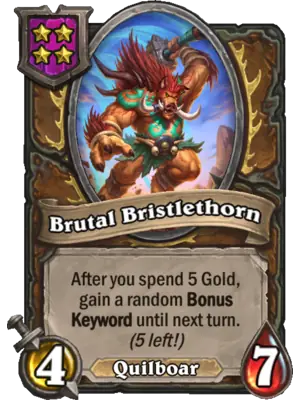 Brutal Bristlethorn
After you spend 5 Gold,
gain a random Bonus
Keyword until next turn.
(5 left!)
4
Quilboar
7